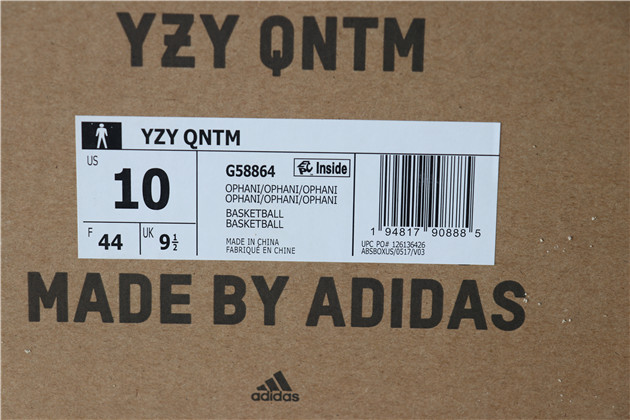 YZY QNTM
YZY QNTM
US
10
F 44
UK 9½
G58864
Inside
OPHANI/OPHANI/OPHANI
OPHANI/OPHANI/OPHANI
BASKETBALL
BASKETBALL
MADE IN CHINA
FABRIQUÉ EN CHINE
1 94817 90888 5
UPC PO# 126136426
ABSBOXUS/0517/V03
MADE BY ADIDAS
adidas